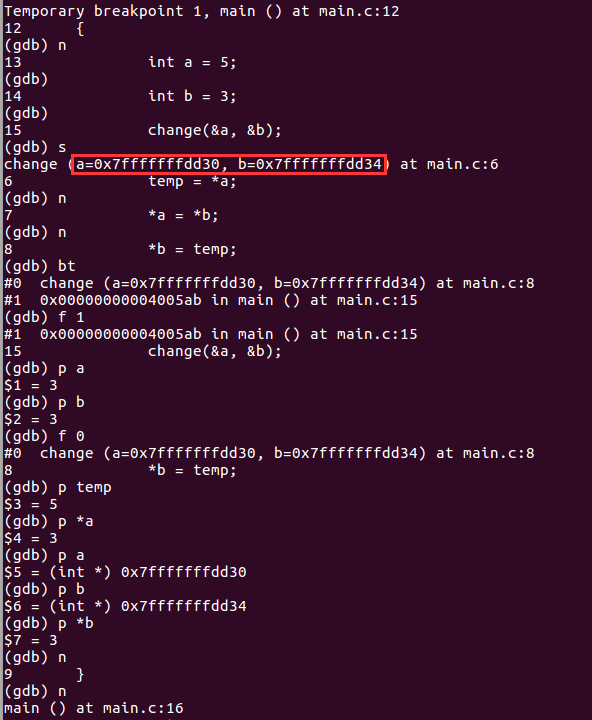 Temporary breakpoint 1, main () at main.c:12
12      {
(gdb) n
13              int a = 5;
(gdb)
14              int b = 3;
(gdb)
15              change(&a, &b);
(gdb) s
change (a=0x7fffffffdd30, b=0x7fffffffdd34) at main.c:6
6               temp = *a;
(gdb) n
7               *a = *b;
(gdb) n
8               *b = temp;
(gdb) bt
#0  change (a=0x7fffffffdd30, b=0x7fffffffdd34) at main.c:8
#1  0x00000000004005ab in main () at main.c:15
(gdb) f 1
#1  0x00000000004005ab in main () at main.c:15
15              change(&a, &b);
(gdb) p a
$1 = 3
(gdb) p b
$2 = 3
(gdb) f 0
#0  change (a=0x7fffffffdd30, b=0x7fffffffdd34) at main.c:8
8               *b = temp;
(gdb) p temp
$3 = 5
(gdb) p *a
$4 = 3
(gdb) p a
$5 = (int *) 0x7fffffffdd30
(gdb) p b
$6 = (int *) 0x7fffffffdd34
(gdb) p *b
$7 = 3
(gdb) n
9       }
(gdb) n
main () at main.c:16